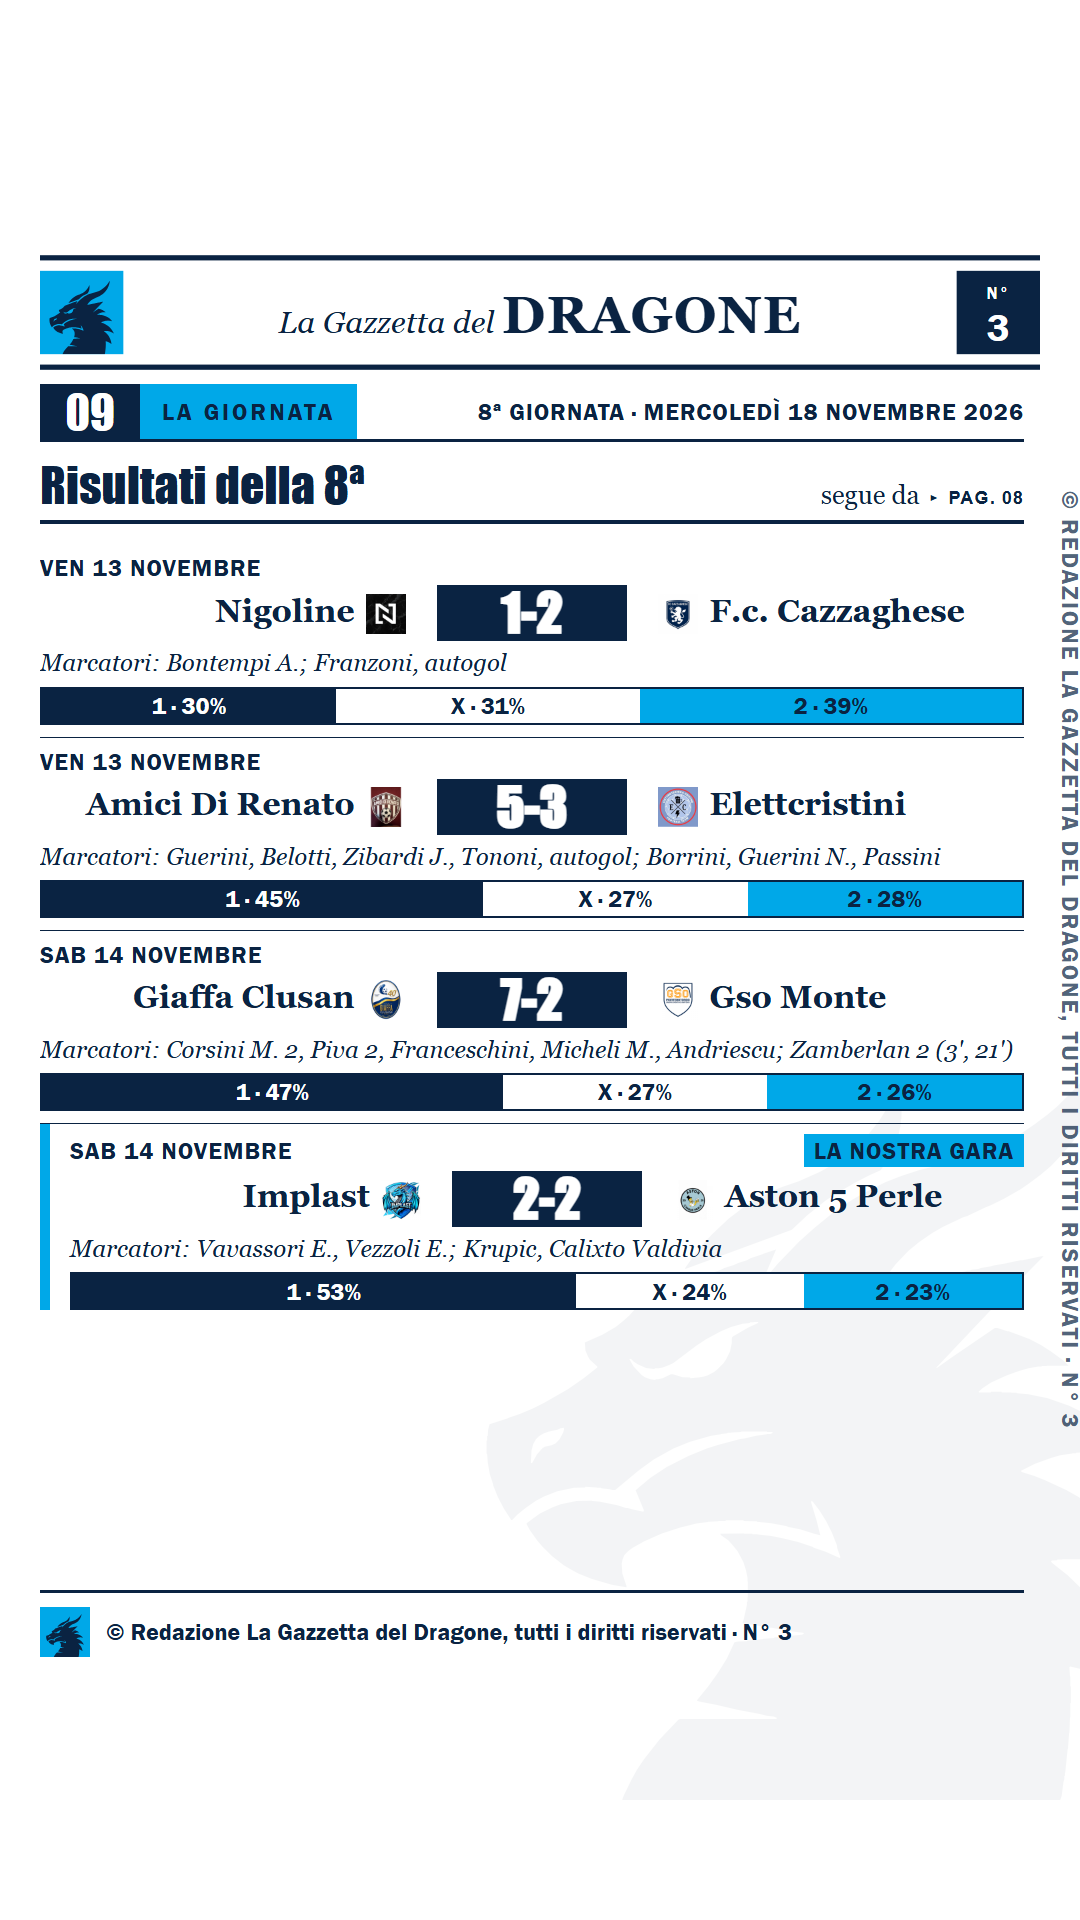 La Gazzetta del DRAGONE
N°
3
09
LA GIORNATA
8ª GIORNATA · MERCOLEDÌ 18 NOVEMBRE 2026
Risultati della 8ª
segue da ▸ PAG. 08
VEN 13 NOVEMBRE
Nigoline 1-2 F.c. Cazzaghese
Marcatori: Bontempi A.; Franzoni, autogol
1 · 30% X · 31% 2 · 39%
VEN 13 NOVEMBRE
Amici Di Renato 5-3 Elettcristini
Marcatori: Guerini, Belotti, Zibardi J., Tononi, autogol; Borrini, Guerini N., Passini
1 · 45% X · 27% 2 · 28%
SAB 14 NOVEMBRE
Giaffa Clusan 7-2 Gso Monte
Marcatori: Corsini M. 2, Piva 2, Franceschini, Micheli M., Andriescu; Zamberlan 2 (3', 21')
1 · 47% X · 27% 2 · 26%
SAB 14 NOVEMBRE
LA NOSTRA GARA
Implast 2-2 Aston 5 Perle
Marcatori: Vavassori E., Vezzoli E.; Krupic, Calixto Valdivia
1 · 53% X · 24% 2 · 23%
© Redazione La Gazzetta del Dragone, tutti i diritti riservati · N° 3
© REDAZIONE LA GAZZETTA DEL DRAGONE, TUTTI I DIRITTI RISERVATI · N° 3